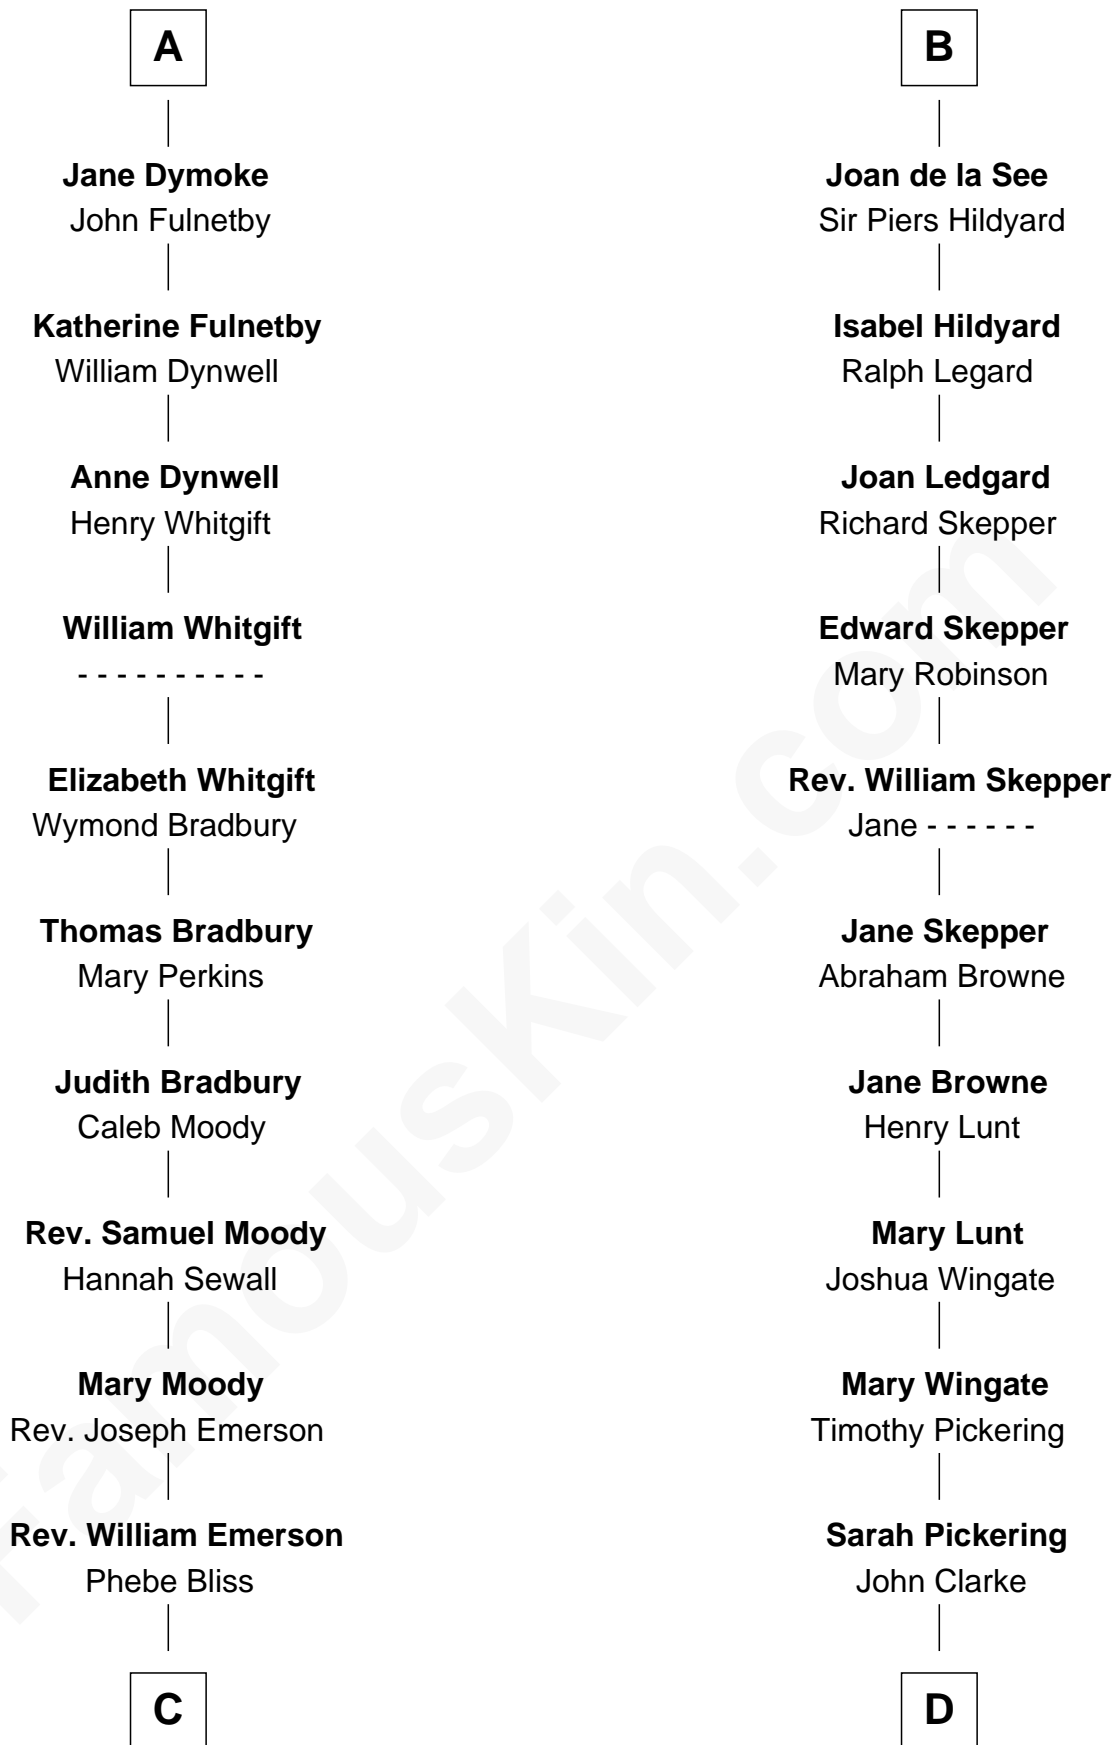 A
Jane Dymoke
John Fulnetby
Katherine Fulnetby
William Dynwell
Anne Dynwell
Henry Whitgift
William Whitgift
- - - - - - - - - -
Elizabeth Whitgift
Wymond Bradbury
Thomas Bradbury
Mary Perkins
Judith Bradbury
Caleb Moody
Rev. Samuel Moody
Hannah Sewall
Mary Moody
Rev. Joseph Emerson
Rev. William Emerson
Phebe Bliss
C
B
Joan de la See
Sir Piers Hildyard
Isabel Hildyard
Ralph Legard
Joan Ledgard
Richard Skepper
Edward Skepper
Mary Robinson
Rev. William Skepper
Jane - - - - - -
Jane Skepper
Abraham Browne
Jane Browne
Henry Lunt
Mary Lunt
Joshua Wingate
Mary Wingate
Timothy Pickering
Sarah Pickering
John Clarke
D
FamousKin.com